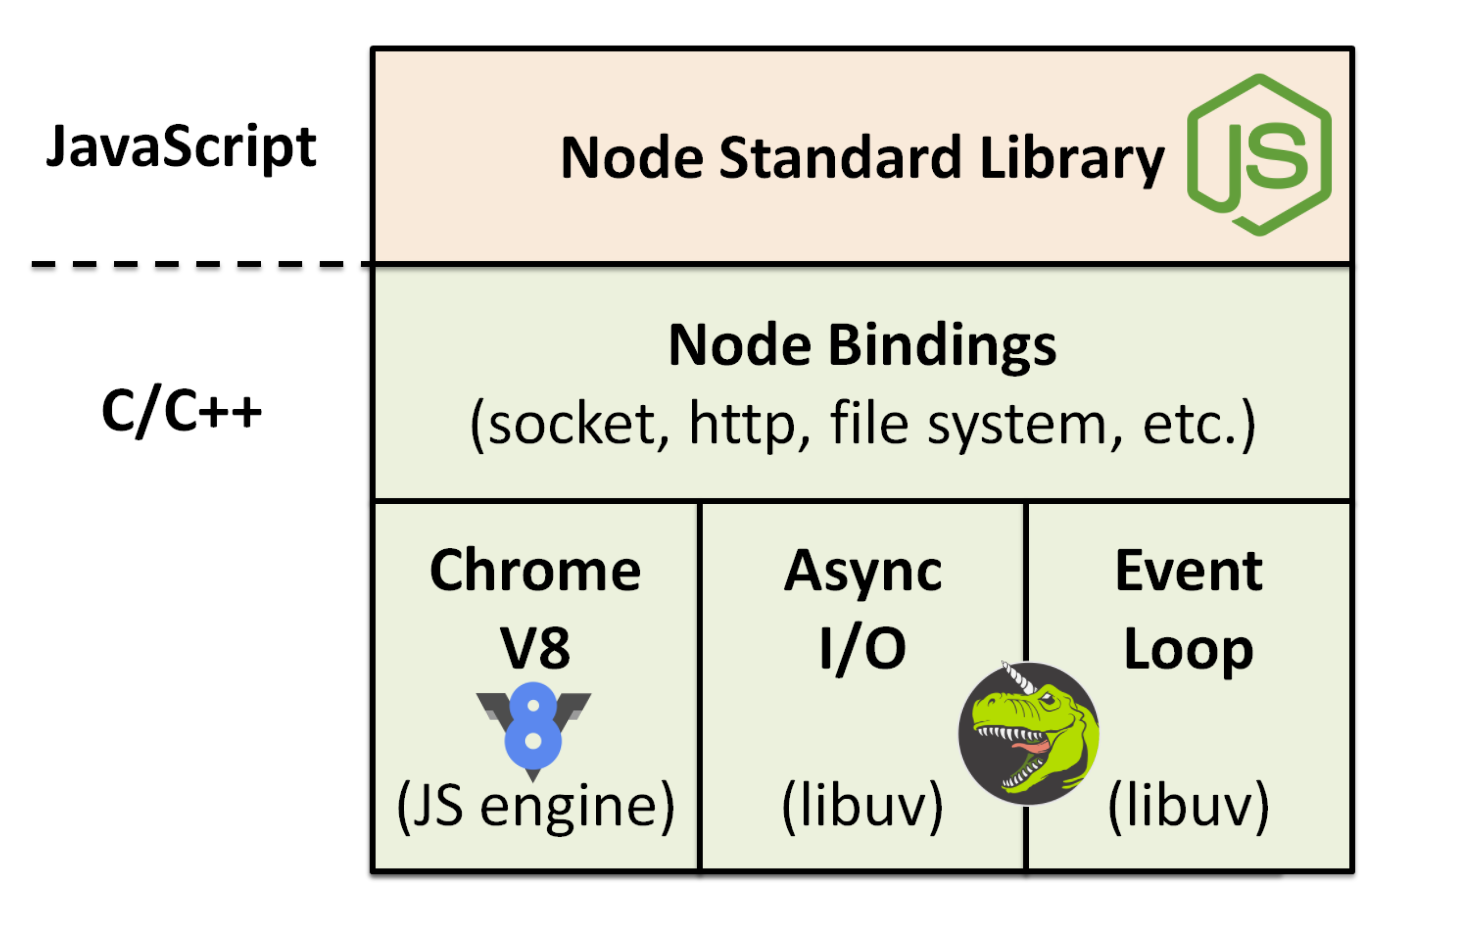 JavaScript
Node Standard Library
JS
C/C++
Node Bindings
(socket, http, file system, etc.)
Chrome
V8
8
(JS engine)
Async
I/O
(libuv)
Event
Loop
(libuv)